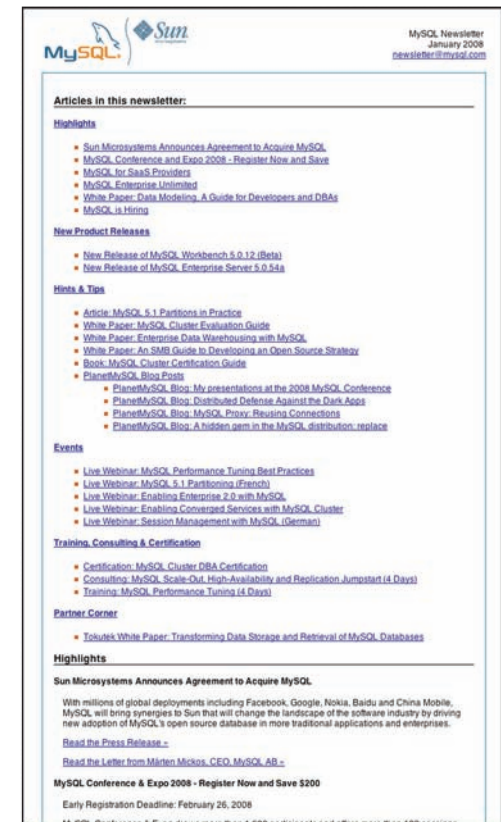 MySQL
Sun
microsystems
MySQL Newsletter
January 2008
newsletter@mysql.com
Articles in this newsletter:
Highlights
Sun Microsystems Announces Agreement to Acquire MySQL
MySQL Conference and Expo 2008 - Register Now and Save
MySQL for SaaS Providers
MySQL Enterprise Unlimited
White Paper: Data Modeling, A Guide for Developers and DBAs
MySQL is Hiring
New Product Releases
New Release of MySQL Workbench 5.0.12 (Beta)
New Release of MySQL Enterprise Server 5.0.54a
Hints & Tips
Article: MySQL 5.1 Partitions in Practice
White Paper: MySQL Cluster Evaluation Guide
White Paper: Enterprise Data Warehousing with MySQL
White Paper: An SMB Guide to Developing an Open Source Strategy
Book: MySQL Cluster Certification Guide
PlanetMySQL Blog Posts
PlanetMySQL Blog: My presentations at the 2008 MySQL Conference
PlanetMySQL Blog: Distributed Defense Against the Dark Apps
PlanetMySQL Blog: MySQL Proxy: Reusing Connections
PlanetMySQL Blog: A hidden gem in the MySQL distribution: replace
Events
Live Webinar: MySQL Performance Tuning Best Practices
Live Webinar: MySQL 5.1 Partitioning (French)
Live Webinar: Enabling Enterprise 2.0 with MySQL
Live Webinar: Enabling Converged Services with MySQL Cluster
Live Webinar: Session Management with MySQL (German)
Training, Consulting & Certification
Certification: MySQL Cluster DBA Certification
Consulting: MySQL Scale-Out, High-Availability and Replication Jumpstart (4 Days)
Training: MySQL Performance Tuning (4 Days)
Partner Corner
Tokutek White Paper: Transforming Data Storage and Retrieval of MySQL Databases
Highlights
Sun Microsystems Announces Agreement to Acquire MySQL
With millions of global deployments including Facebook, Google, Nokia, Baidu and China Mobile,
MySQL will bring synergies to Sun that will change the landscape of the software industry by driving
new adoption of MySQL's open source database in more traditional applications and enterprises.
Read the Press Release »
Read the Letter from Mårten Mickos, CEO, MySQL AB »
MySQL Conference & Expo 2008 - Register Now and Save $200
Early Registration Deadline: February 26, 2008